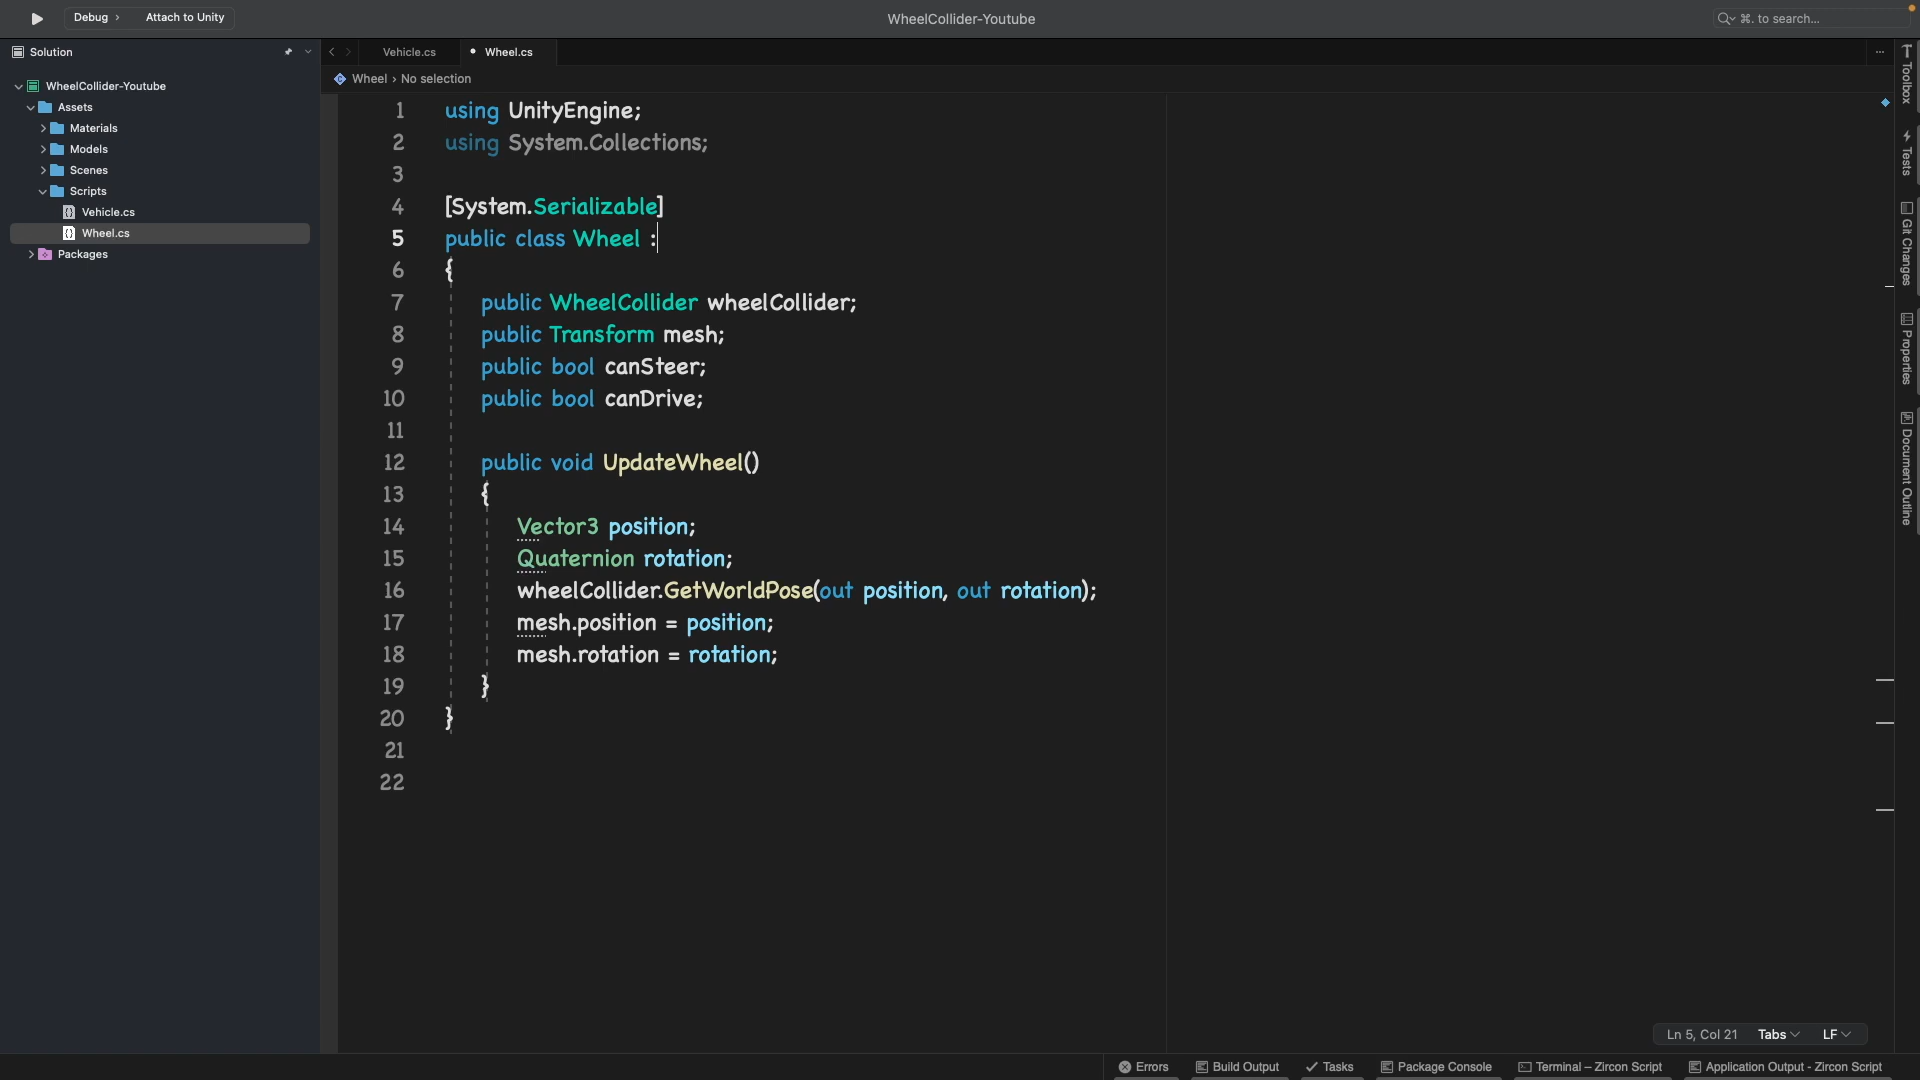 Debug › Attach to Unity
WheelCollider-Youtube
⌘. to search...
Solution
WheelCollider-Youtube
Assets
Materials
Models
Scenes
Scripts
Vehicle.cs
Wheel.cs
Packages
Vehicle.cs
Wheel.cs
Wheel › No selection
1 using UnityEngine;
2 using System.Collections;
3
4 [System.Serializable]
5 public class Wheel :
6 {
7 public WheelCollider wheelCollider;
8 public Transform mesh;
9 public bool canSteer;
10 public bool canDrive;
11
12 public void UpdateWheel()
13 {
14 Vector3 position;
15 Quaternion rotation;
16 wheelCollider.GetWorldPose(out position, out rotation);
17 mesh.position = position;
18 mesh.rotation = rotation;
19 }
20 }
21
22
Toolbox
Tests
Git Changes
Properties
Document Outline
Ln 5, Col 21 Tabs LF
Errors Build Output Tasks Package Console Terminal – Zircon Script Application Output - Zircon Script